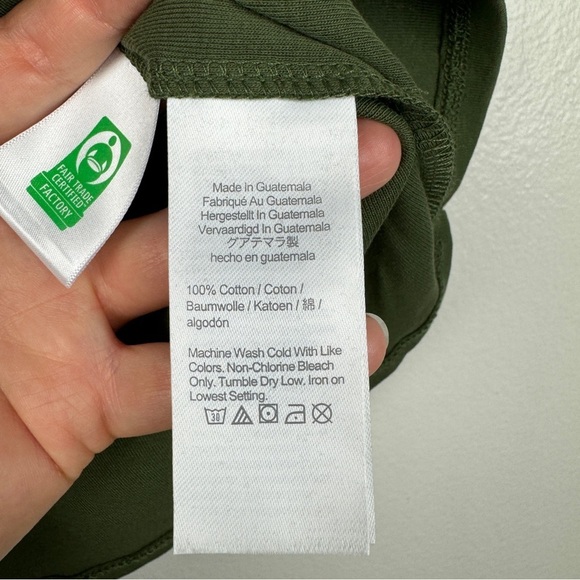 FAIR TRADE
CERTIFIED
FACTORY
Made In Guatemala
Fabriqué Au Guatemala
Hergestellt In Guatemala
Vervaardigd In Guatemala
グアテマラ製
hecho en guatemala
100% Cotton / Coton /
Baumwolle / Katoen / 綿 /
algodón
Machine Wash Cold With Like
Colors. Non-Chlorine Bleach
Only. Tumble Dry Low. Iron on
Lowest Setting.
30